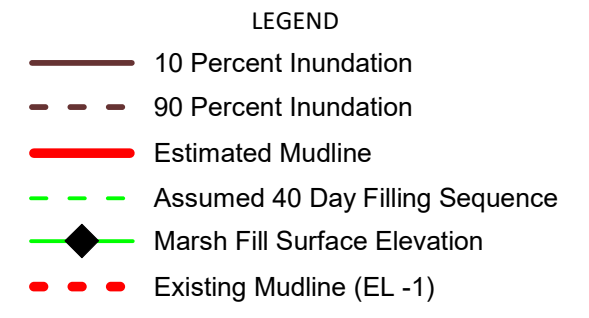 LEGEND
10 Percent Inundation
90 Percent Inundation
Estimated Mudline
Assumed 40 Day Filling Sequence
Marsh Fill Surface Elevation
Existing Mudline (EL -1)